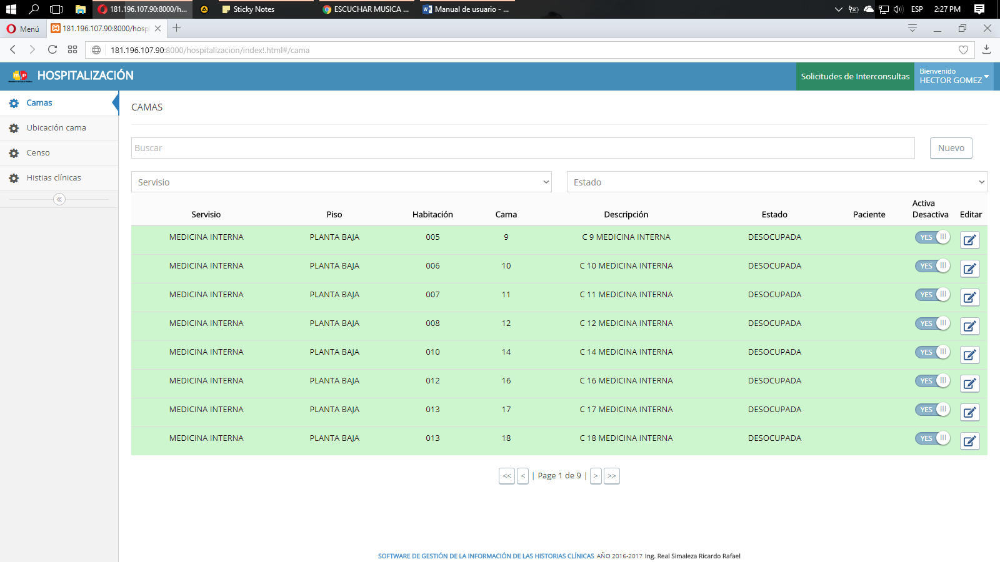 181.196.107.90:8000/h...
Sticky Notes
ESCUCHAR MUSICA ...
Manual de usuario - ...
ESP
2:27 PM
Menú
181.196.107.90:8000/hosp
181.196.107.90:8000/hospitalizacion/index!.html#/cama
HOSPITALIZACIÓN
Solicitudes de Interconsultas
Bienvenido
HECTOR GOMEZ
Camas
Ubicación cama
Censo
Histias clínicas
CAMAS
Buscar
Nuevo
Servisio
Estado
Servisio Piso Habitación Cama Descripción Estado Paciente Activa Desactiva Editar
MEDICINA INTERNA PLANTA BAJA 005 9 C 9 MEDICINA INTERNA DESOCUPADA YES
MEDICINA INTERNA PLANTA BAJA 006 10 C 10 MEDICINA INTERNA DESOCUPADA YES
MEDICINA INTERNA PLANTA BAJA 007 11 C 11 MEDICINA INTERNA DESOCUPADA YES
MEDICINA INTERNA PLANTA BAJA 008 12 C 12 MEDICINA INTERNA DESOCUPADA YES
MEDICINA INTERNA PLANTA BAJA 010 14 C 14 MEDICINA INTERNA DESOCUPADA YES
MEDICINA INTERNA PLANTA BAJA 012 16 C 16 MEDICINA INTERNA DESOCUPADA YES
MEDICINA INTERNA PLANTA BAJA 013 17 C 17 MEDICINA INTERNA DESOCUPADA YES
MEDICINA INTERNA PLANTA BAJA 013 18 C 18 MEDICINA INTERNA DESOCUPADA YES
<< < | Page 1 de 9 | > >>
SOFTWARE DE GESTIÓN DE LA INFORMACIÓN DE LAS HISTORIAS CLÍNICAS AÑO 2016-2017 Ing. Real Simaleza Ricardo Rafael